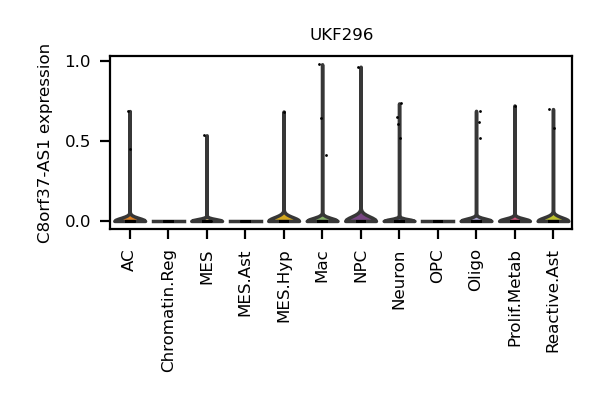 UKF296
C8orf37-AS1 expression
1.0
0.5
0.0
AC
Chromatin.Reg
MES
MES.Ast
MES.Hyp
Mac
NPC
Neuron
OPC
Oligo
Prolif.Metab
Reactive.Ast